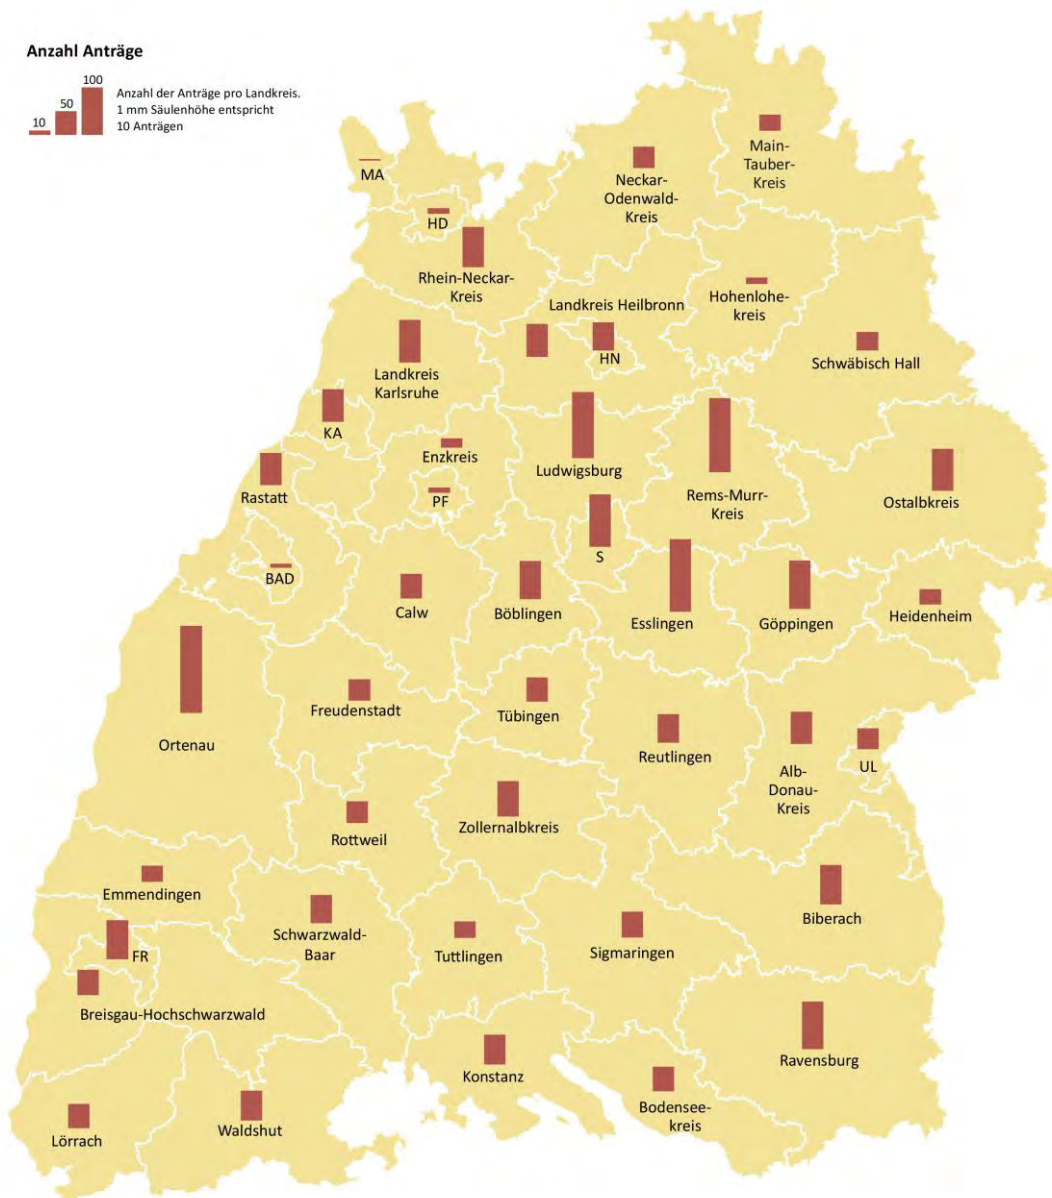 Anzahl Anträge
10
50
100
Anzahl der Anträge pro Landkreis.
1 mm Säulenhöhe entspricht
10 Anträgen
MA
Main-
Tauber-
Kreis
Neckar-
Odenwald-
Kreis
HD
Rhein-Neckar-
Kreis
Hohenlohe-
kreis
Landkreis Heilbronn
HN
Schwäbisch Hall
Landkreis
Karlsruhe
KA
Enzkreis
Ludwigsburg
Rems-Murr-
Kreis
Ostalbkreis
Rastatt
PF
S
BAD
Calw
Böblingen
Esslingen
Göppingen
Heidenheim
Ortenau
Freudenstadt
Tübingen
Reutlingen
Alb-
Donau-
Kreis
UL
Rottweil
Zollernalbkreis
Emmendingen
Biberach
Schwarzwald-
Baar
Tuttlingen
Sigmaringen
FR
Breisgau-Hochschwarzwald
Ravensburg
Konstanz
Bodensee-
kreis
Lörrach
Waldshut